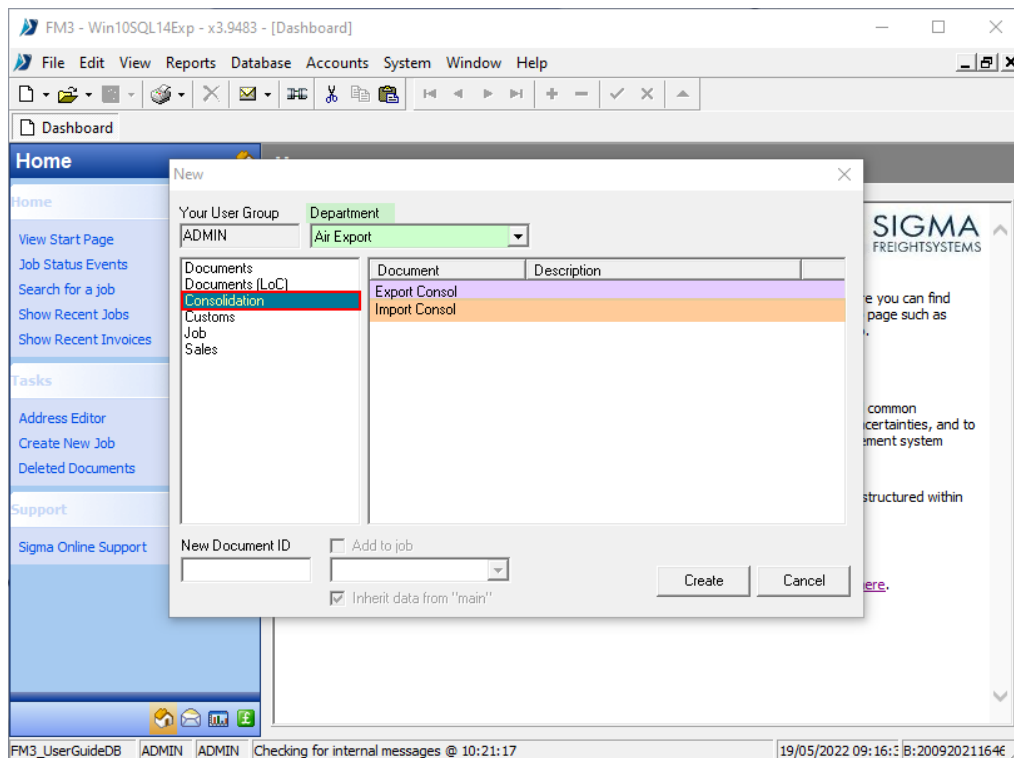 FM3 - Win10SQL14Exp - x3.9483 - [Dashboard]
File Edit View Reports Database Accounts System Window Help
Dashboard
Home
Home
View Start Page
Job Status Events
Search for a job
Show Recent Jobs
Show Recent Invoices
Tasks
Address Editor
Create New Job
Deleted Documents
Support
Sigma Online Support
New
Your User Group Department
ADMIN Air Export
Documents
Documents (LoC)
Consolidation
Customs
Job
Sales
Document Description
Export Consol
Import Consol
New Document ID Add to job
Inherit data from "main"
Create Cancel
SIGMA
FREIGHTSYSTEMS
e you can find
page such as
common
certainties, and to
ement system
structured within
ere.
FM3_UserGuideDB ADMIN ADMIN Checking for internal messages @ 10:21:17 19/05/2022 09:16: B:200920211646